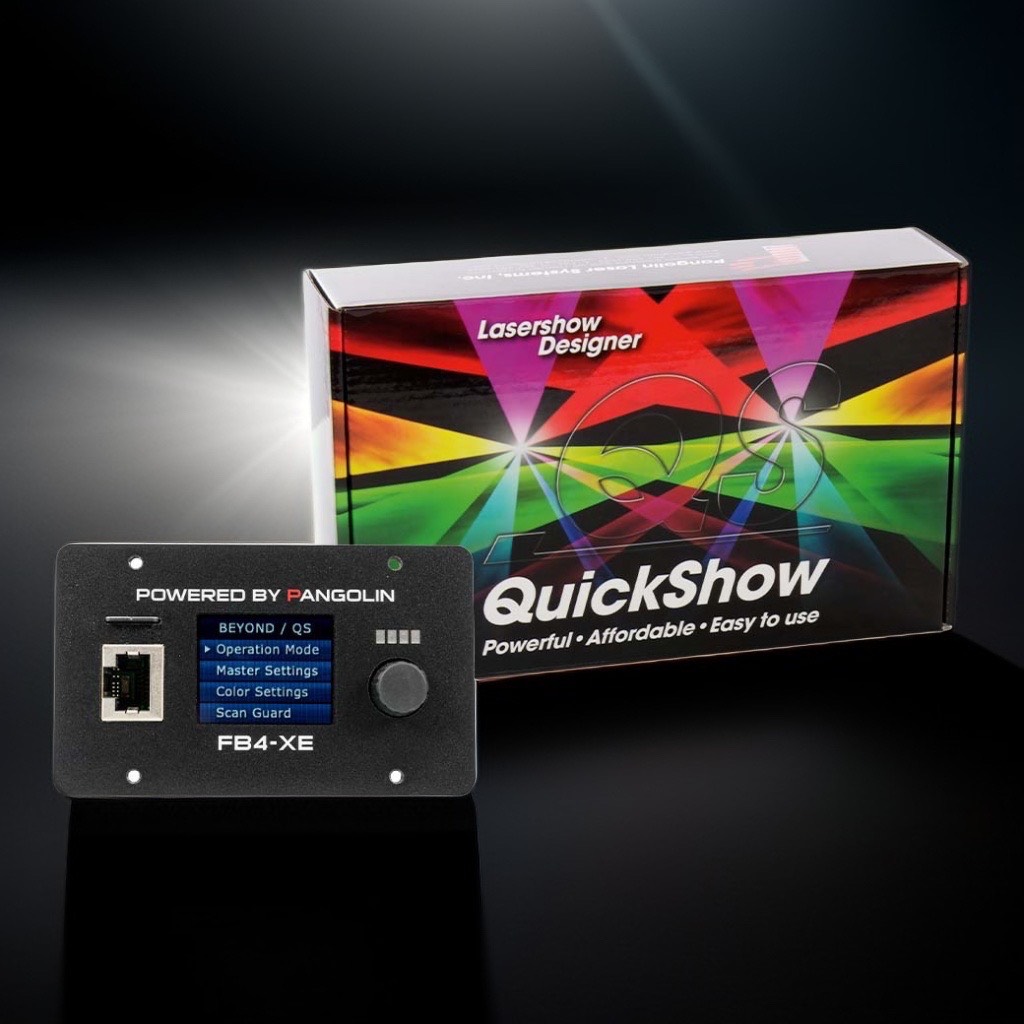 Pangolin Laser Systems, Inc.
Lasershow
Designer
QS
QuickShow
Powerful • Affordable • Easy to use
POWERED BY PANGOLIN
BEYOND / QS
Operation Mode
Master Settings
Color Settings
Scan Guard
FB4-XE